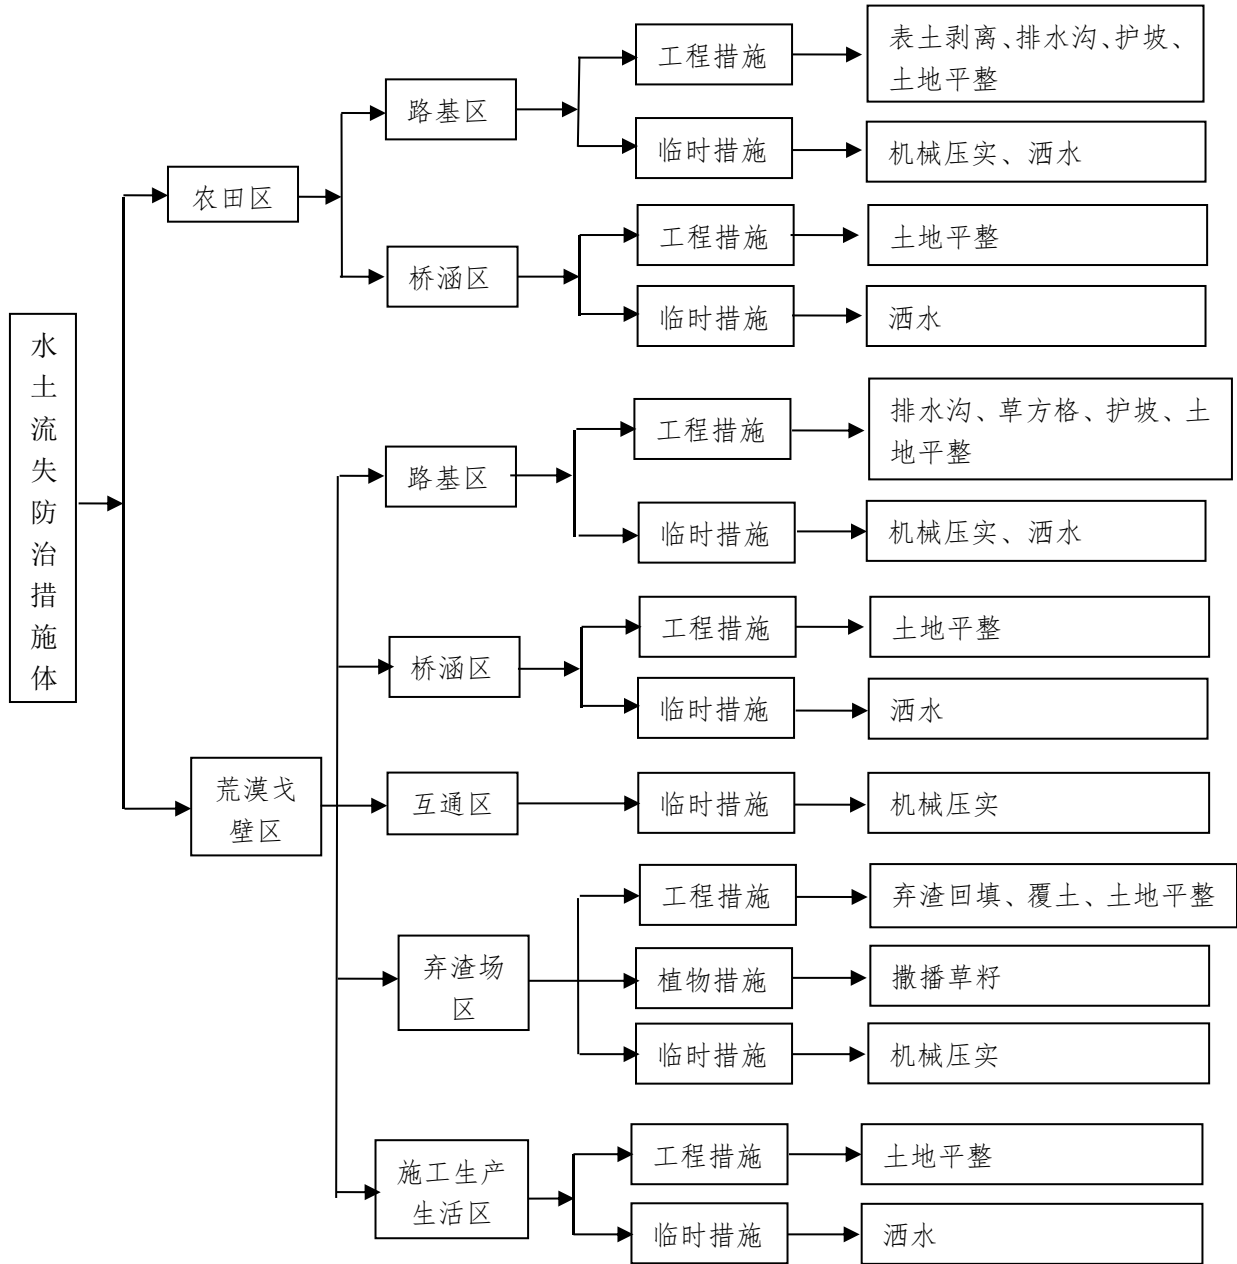 水土流失防治措施体
农田区
路基区
工程措施
表土剥离、排水沟、护坡、
土地平整
临时措施
机械压实、洒水
桥涵区
工程措施
土地平整
临时措施
洒水
荒漠戈
壁区
路基区
工程措施
排水沟、草方格、护坡、土
地平整
临时措施
机械压实、洒水
桥涵区
工程措施
土地平整
临时措施
洒水
互通区
临时措施
机械压实
弃渣场
区
工程措施
弃渣回填、覆土、土地平整
植物措施
撒播草籽
临时措施
机械压实
施工生产
生活区
工程措施
土地平整
临时措施
洒水